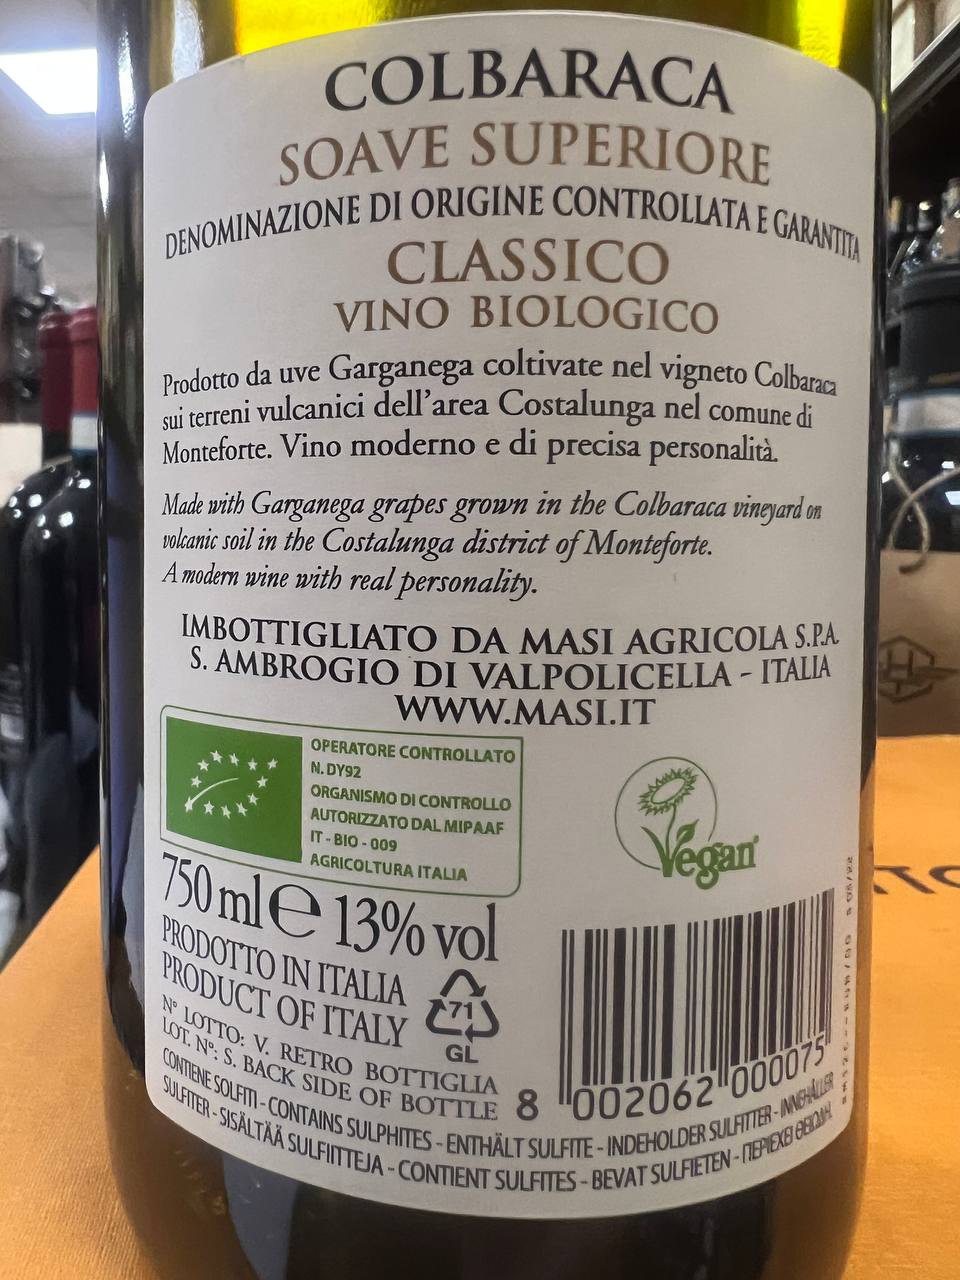 COLBARACA
SOAVE SUPERIORE
DENOMINAZIONE DI ORIGINE CONTROLLATA E GARANTITA
CLASSICO
VINO BIOLOGICO
Prodotto da uve Garganega coltivate nel vigneto Colbaraca
sui terreni vulcanici dell'area Costalunga nel comune di
Monteforte. Vino moderno e di precisa personalità.
Made with Garganega grapes grown in the Colbaraca vineyard on
volcanic soil in the Costalunga district of Monteforte.
A modern wine with real personality.
IMBOTTIGLIATO DA MASI AGRICOLA S.P.A.
S. AMBROGIO DI VALPOLICELLA - ITALIA
WWW.MASI.IT
OPERATORE CONTROLLATO
N. DY92
ORGANISMO DI CONTROLLO
AUTORIZZATO DAL MIPAAF
IT - BIO - 009
AGRICOLTURA ITALIA
Vegan
750 ml e 13% vol
PRODOTTO IN ITALIA
PRODUCT OF ITALY
71
GL
N° LOTTO: V. RETRO BOTTIGLIA
LOT. N°: S. BACK SIDE OF BOTTLE
8 002062 000075
CONTIENE SOLFITI - CONTAINS SULPHITES - ENTHÄLT SULFITE - INDEHOLDER SULFITTER - INNEHÅLLER
SULFITER - SISÄLTÄÄ SULFIITTEJA - CONTIENT SULFITES - BEVAT SULFIETEN - ΠΕΡΙΕΧΕΙ ΘΕΙΩΔΗ.